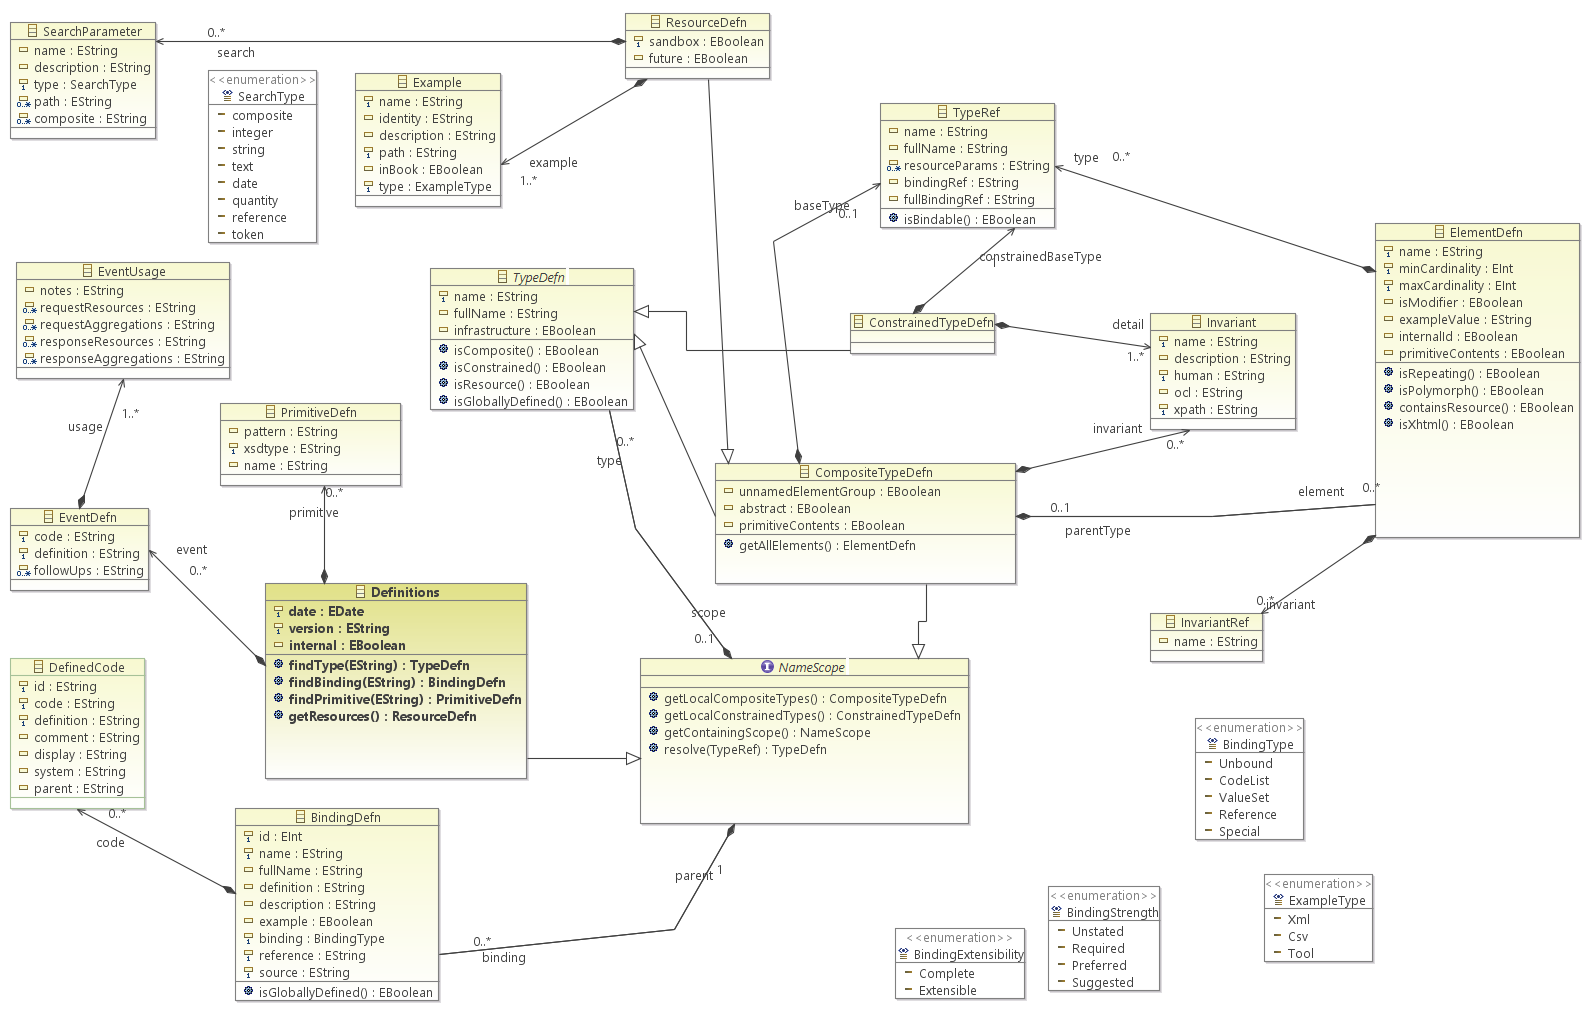 SearchParameter
name : EString
description : EString
type : SearchType
path : EString
composite : EString
0..*
search
ResourceDefn
sandbox : EBoolean
future : EBoolean
<<enumeration>>
SearchType
composite
integer
string
text
date
quantity
reference
token
Example
name : EString
identity : EString
description : EString
path : EString
inBook : EBoolean
type : ExampleType
example
1..*
TypeRef
name : EString
fullName : EString
resourceParams : EString
bindingRef : EString
fullBindingRef : EString
isBindable() : EBoolean
type
0..*
baseType
0..1
constrainedBaseType
1
ElementDefn
name : EString
minCardinality : EInt
maxCardinality : EInt
isModifier : EBoolean
exampleValue : EString
internalId : EBoolean
primitiveContents : EBoolean
isRepeating() : EBoolean
isPolymorph() : EBoolean
containsResource() : EBoolean
isXhtml() : EBoolean
EventUsage
notes : EString
requestResources : EString
requestAggregations : EString
responseResources : EString
responseAggregations : EString
1..*
usage
TypeDefn
name : EString
fullName : EString
infrastructure : EBoolean
isComposite() : EBoolean
isConstrained() : EBoolean
isResource() : EBoolean
isGloballyDefined() : EBoolean
0..*
type
ConstrainedTypeDefn
detail
1..*
Invariant
name : EString
description : EString
human : EString
ocl : EString
xpath : EString
invariant
0..*
PrimitiveDefn
pattern : EString
xsdtype : EString
name : EString
0..*
primitive
CompositeTypeDefn
unnamedElementGroup : EBoolean
abstract : EBoolean
primitiveContents : EBoolean
getAllElements() : ElementDefn
0..1
parentType
element
0..*
EventDefn
code : EString
definition : EString
followUps : EString
event
0..*
Definitions
date : EDate
version : EString
internal : EBoolean
findType(EString) : TypeDefn
findBinding(EString) : BindingDefn
findPrimitive(EString) : PrimitiveDefn
getResources() : ResourceDefn
scope
0..1
0..*
invariant
InvariantRef
name : EString
DefinedCode
id : EString
code : EString
definition : EString
comment : EString
display : EString
system : EString
parent : EString
0..*
code
NameScope
getLocalCompositeTypes() : CompositeTypeDefn
getLocalConstrainedTypes() : ConstrainedTypeDefn
getContainingScope() : NameScope
resolve(TypeRef) : TypeDefn
<<enumeration>>
BindingType
Unbound
CodeList
ValueSet
Reference
Special
BindingDefn
id : EInt
name : EString
fullName : EString
definition : EString
description : EString
example : EBoolean
binding : BindingType
reference : EString
source : EString
isGloballyDefined() : EBoolean
parent
1
0..*
binding
<<enumeration>>
BindingExtensibility
Complete
Extensible
<<enumeration>>
BindingStrength
Unstated
Required
Preferred
Suggested
<<enumeration>>
ExampleType
Xml
Csv
Tool